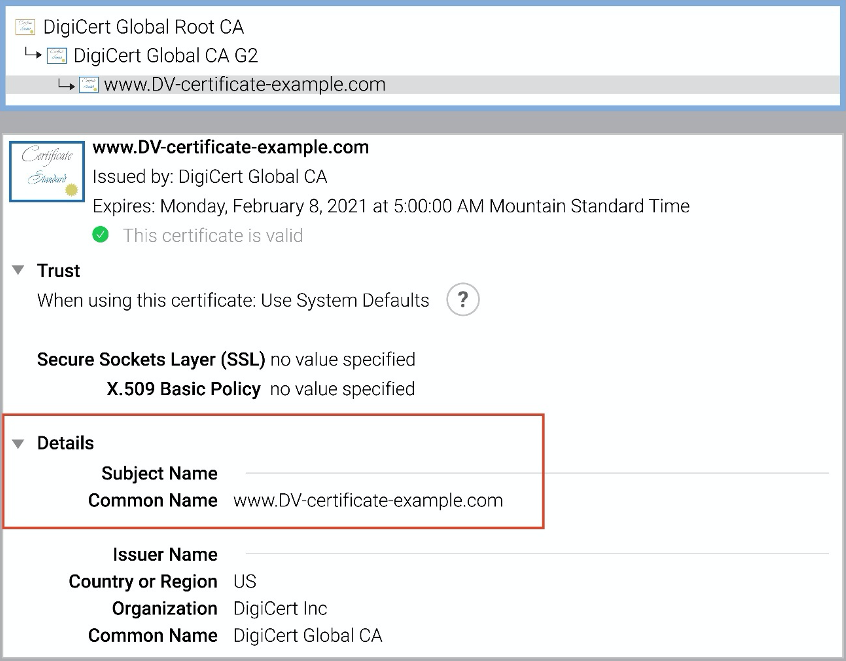 DigiCert Global Root CA
DigiCert Global CA G2
www.DV-certificate-example.com
Certificate
Standard
www.DV-certificate-example.com
Issued by: DigiCert Global CA
Expires: Monday, February 8, 2021 at 5:00:00 AM Mountain Standard Time
This certificate is valid
Trust
When using this certificate: Use System Defaults ?
Secure Sockets Layer (SSL) no value specified
X.509 Basic Policy no value specified
Details
Subject Name
Common Name www.DV-certificate-example.com
Issuer Name
Country or Region US
Organization DigiCert Inc
Common Name DigiCert Global CA